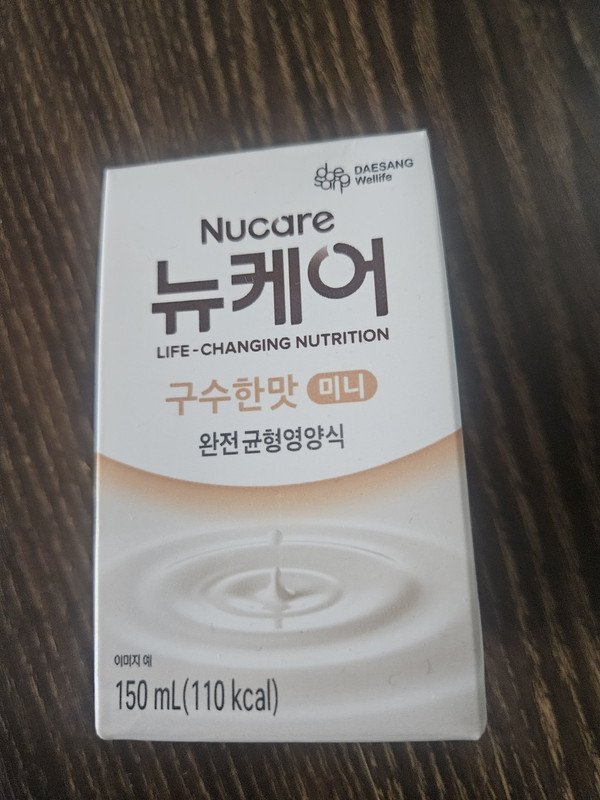 DAESANG
Wellife
Nucare
뉴케어
LIFE-CHANGING NUTRITION
구수한맛 미니
완전균형영양식
이미지 예
150 mL(110 kcal)